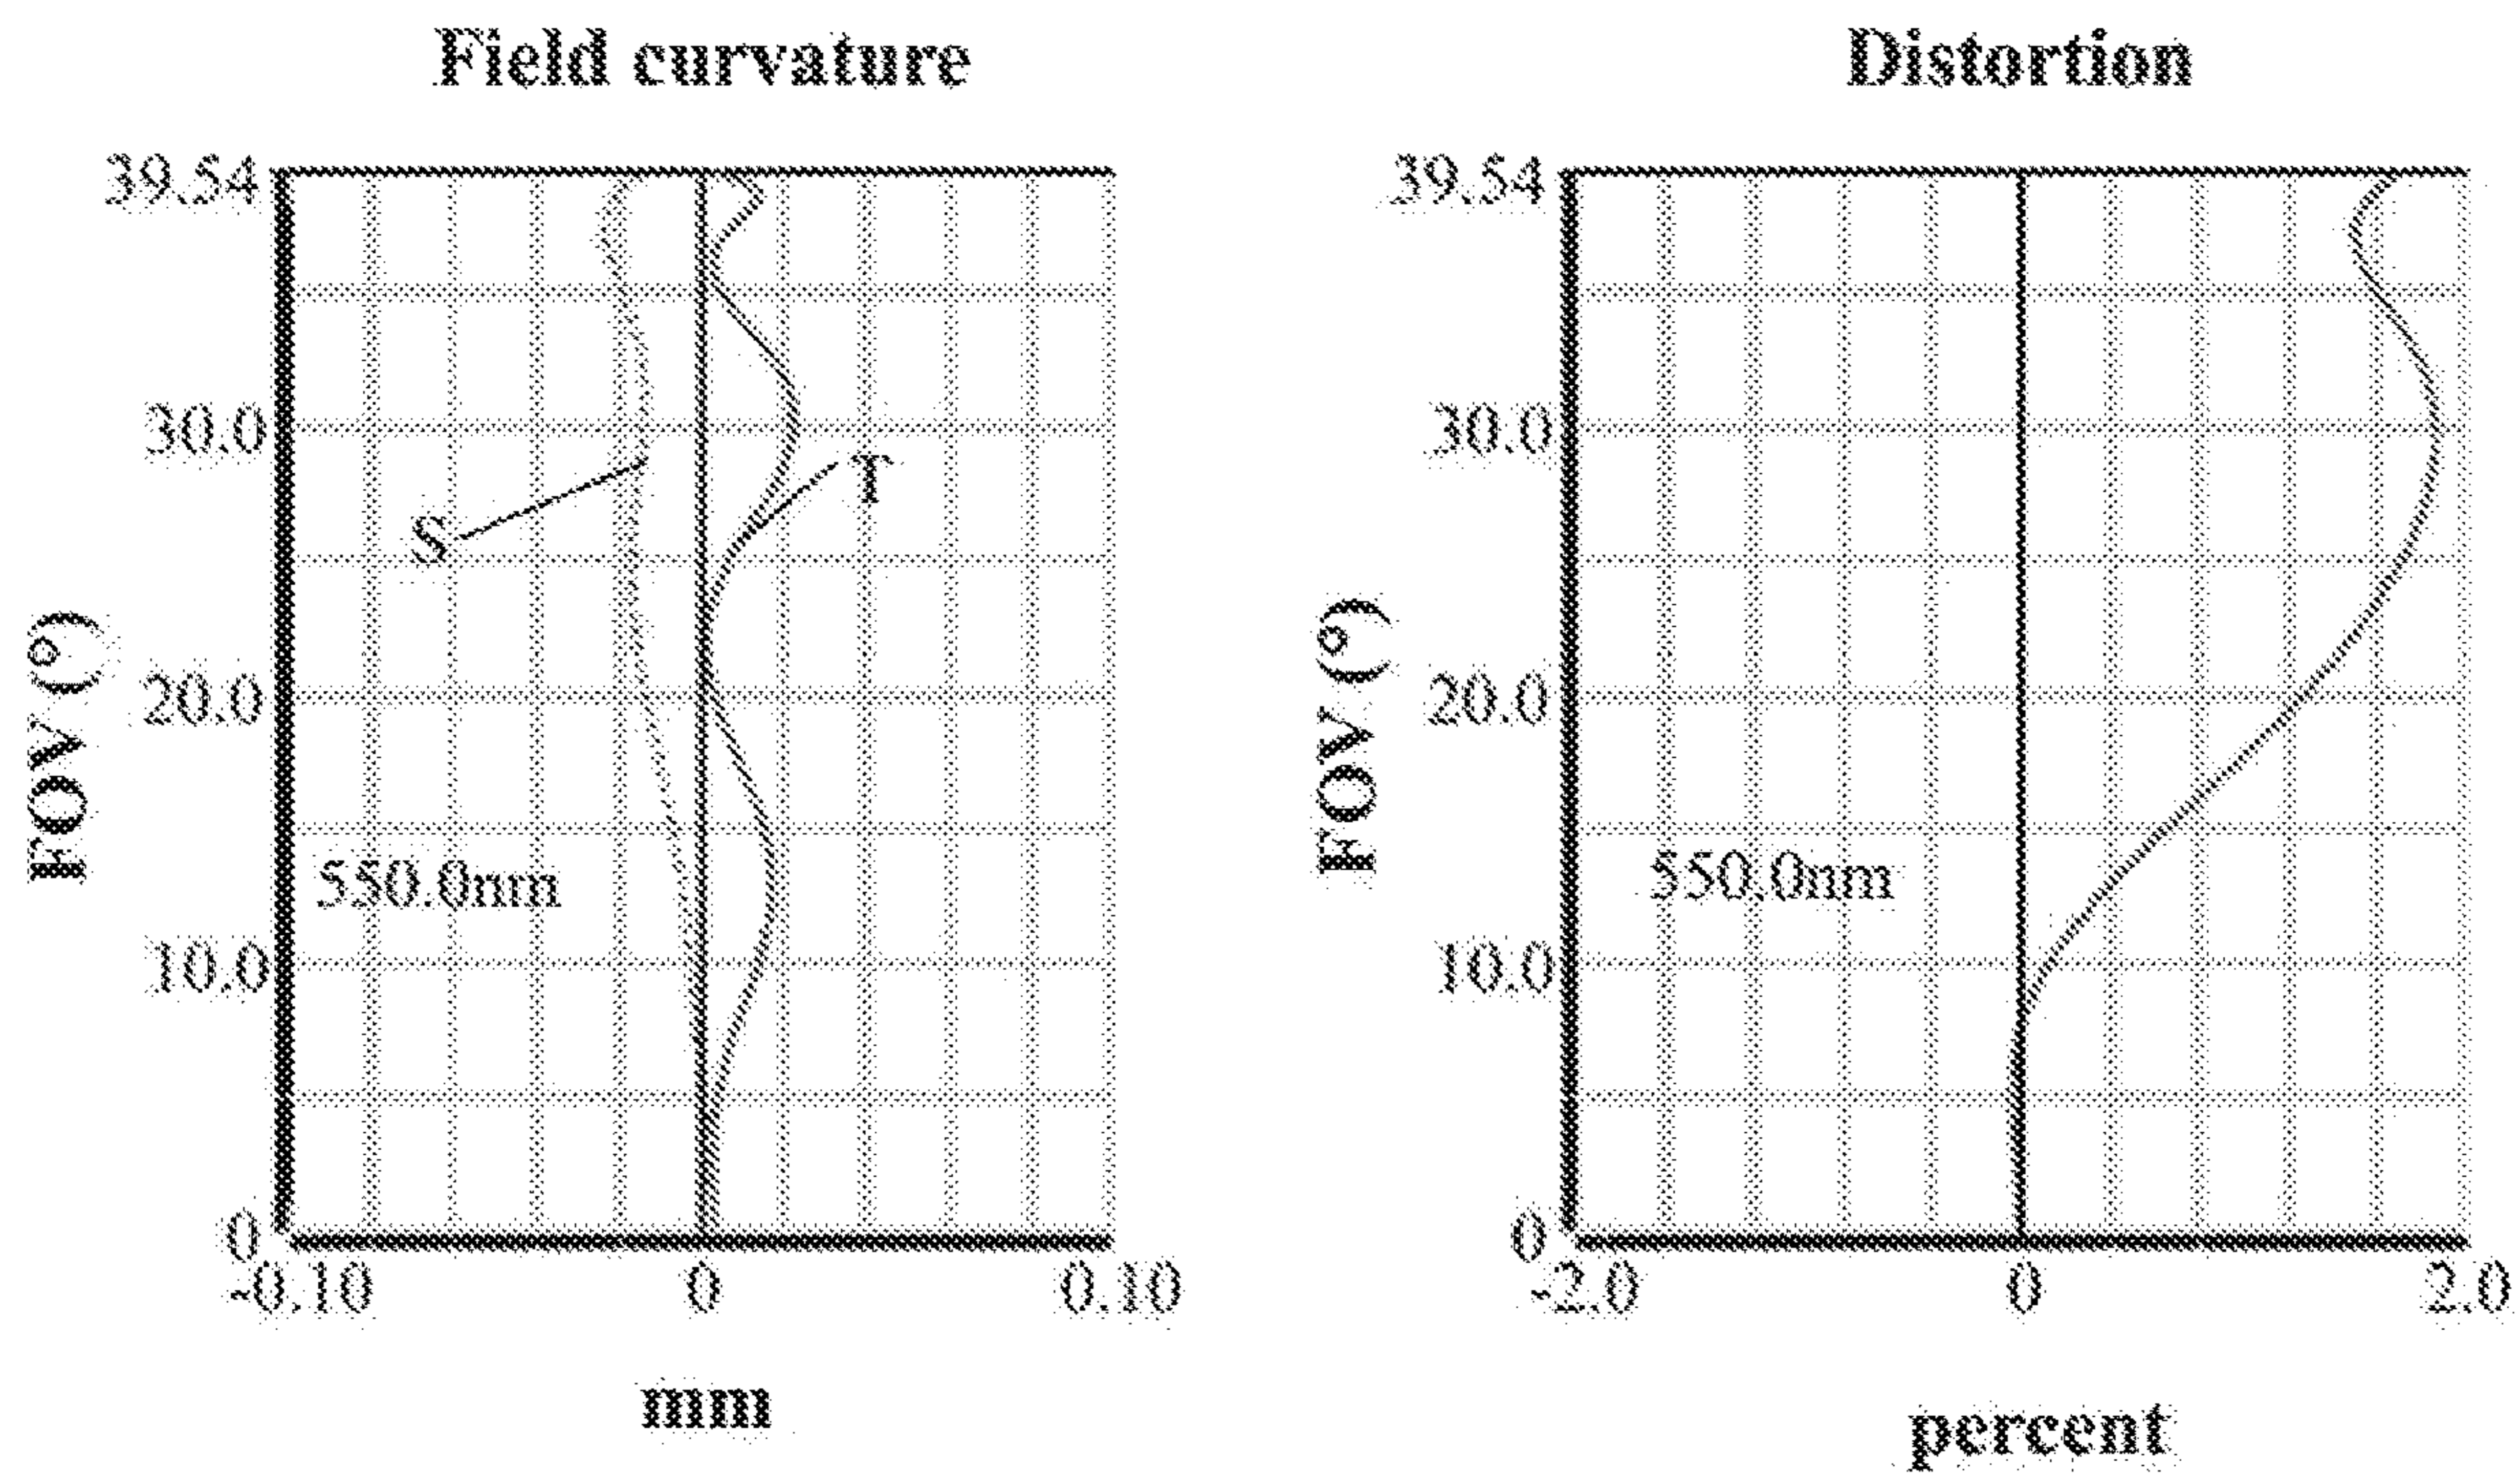 Field curvature
39.54
30.0
S
T
FOV (°)
20.0
550.0nm
10.0
0
-0.10 0 0.10
mm
Distortion
39.54
30.0
FOV (°)
20.0
550.0nm
10.0
0
-2.0 0 2.0
percent